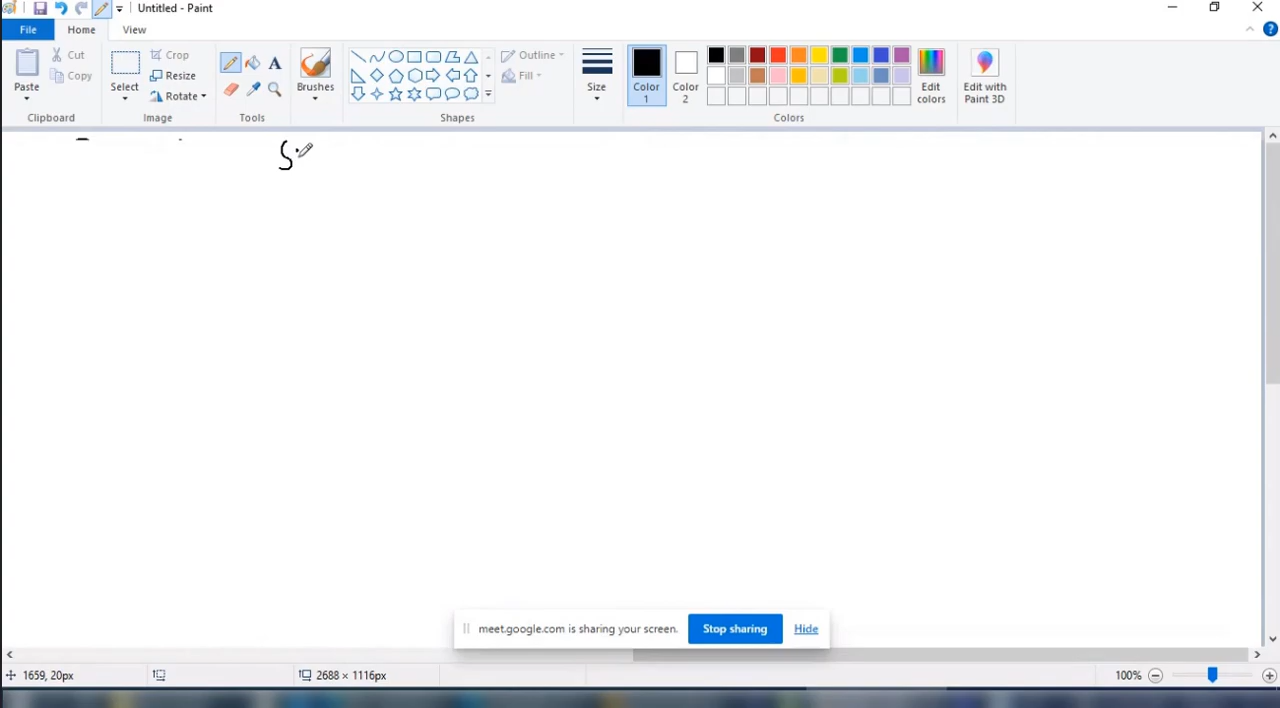 Untitled - Paint
File Home View
Paste Cut Copy Select Crop Resize Rotate Brushes Outline Fill Size Color 1 Color 2 Edit colors Edit with Paint 3D
Clipboard Image Tools Shapes Colors
S
meet.google.com is sharing your screen. Stop sharing Hide
1659, 20px 2688 × 1116px 100%